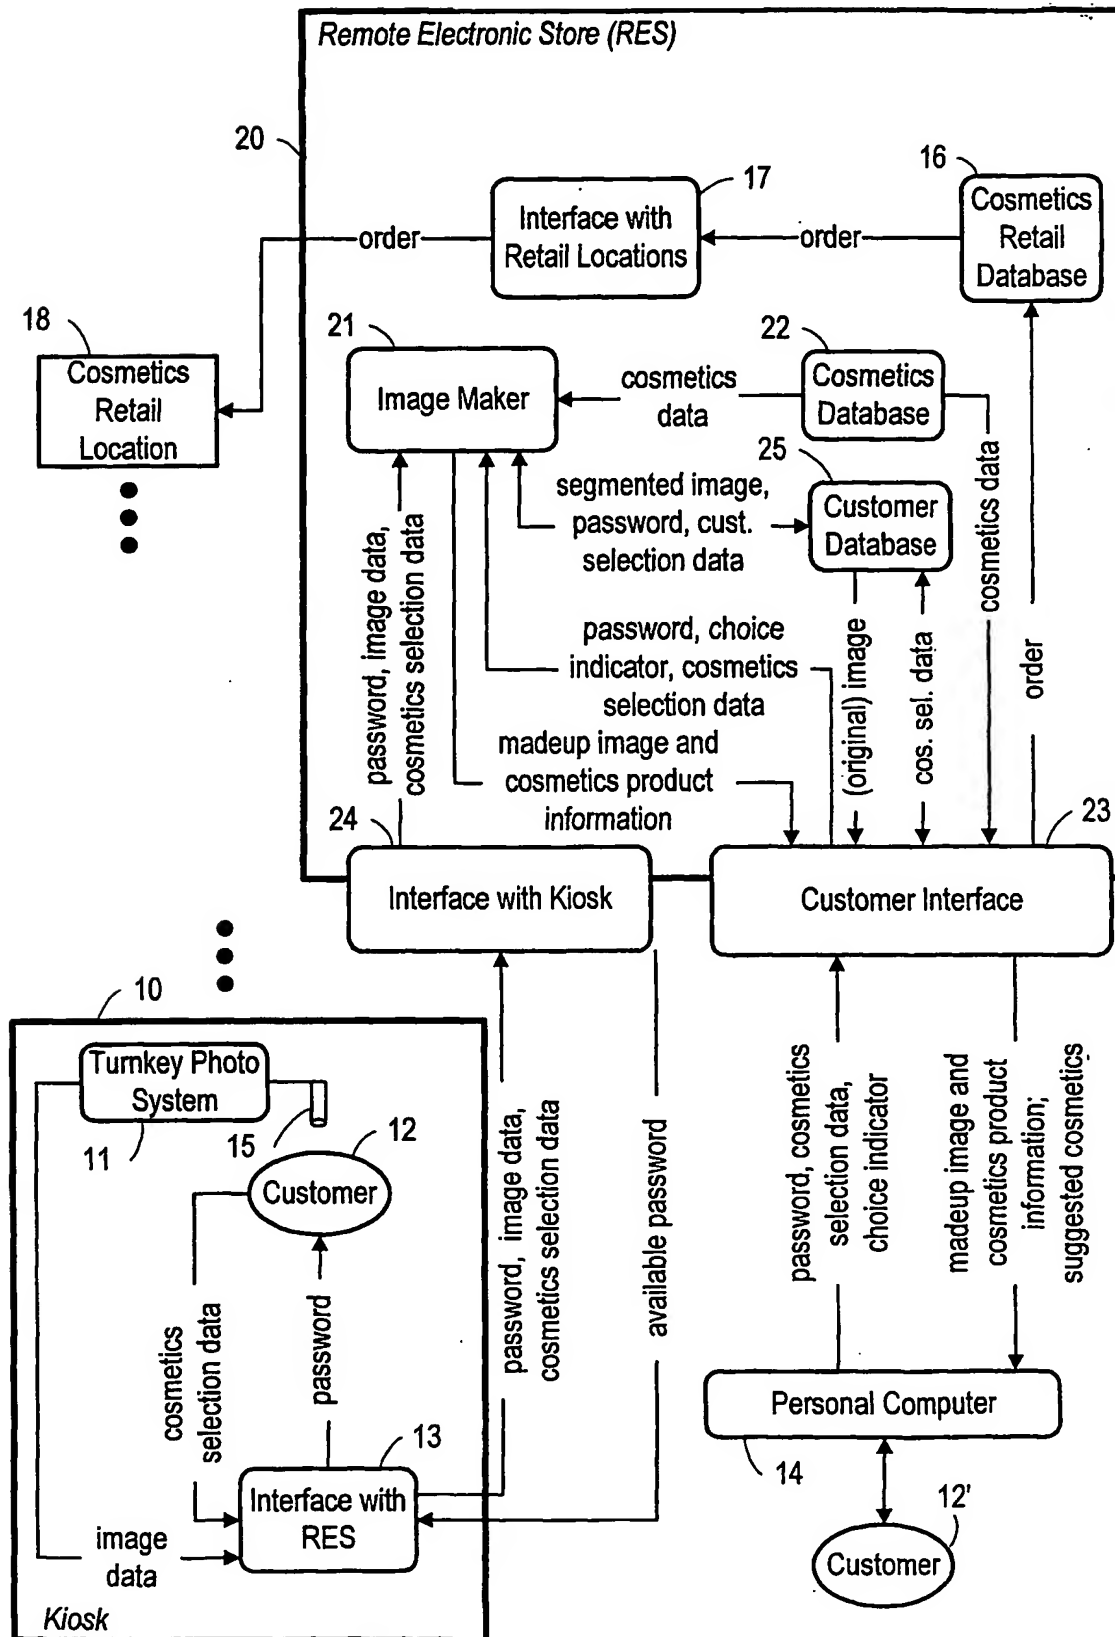 Remote Electronic Store (RES)
20
17
16
Interface with
Retail Locations
Cosmetics
Retail
Database
order
order
18
Cosmetics
Retail
Location
21
Image Maker
22
Cosmetics
Database
cosmetics
data
25
Customer
Database
segmented image,
password, cust.
selection data
password, image data,
cosmetics selection data
password, choice
indicator, cosmetics
selection data
madeup image and
cosmetics product
information
(original) image
cos. sel. data
cosmetics data
order
24
Interface with Kiosk
23
Customer Interface
10
Turnkey Photo
System
11
15
12
Customer
cosmetics
selection data
password
13
Interface with
RES
image
data
Kiosk
password, image data,
cosmetics selection data
available password
password, cosmetics
selection data,
choice indicator
madeup image and
cosmetics product
information;
suggested cosmetics
Personal Computer
14
12'
Customer